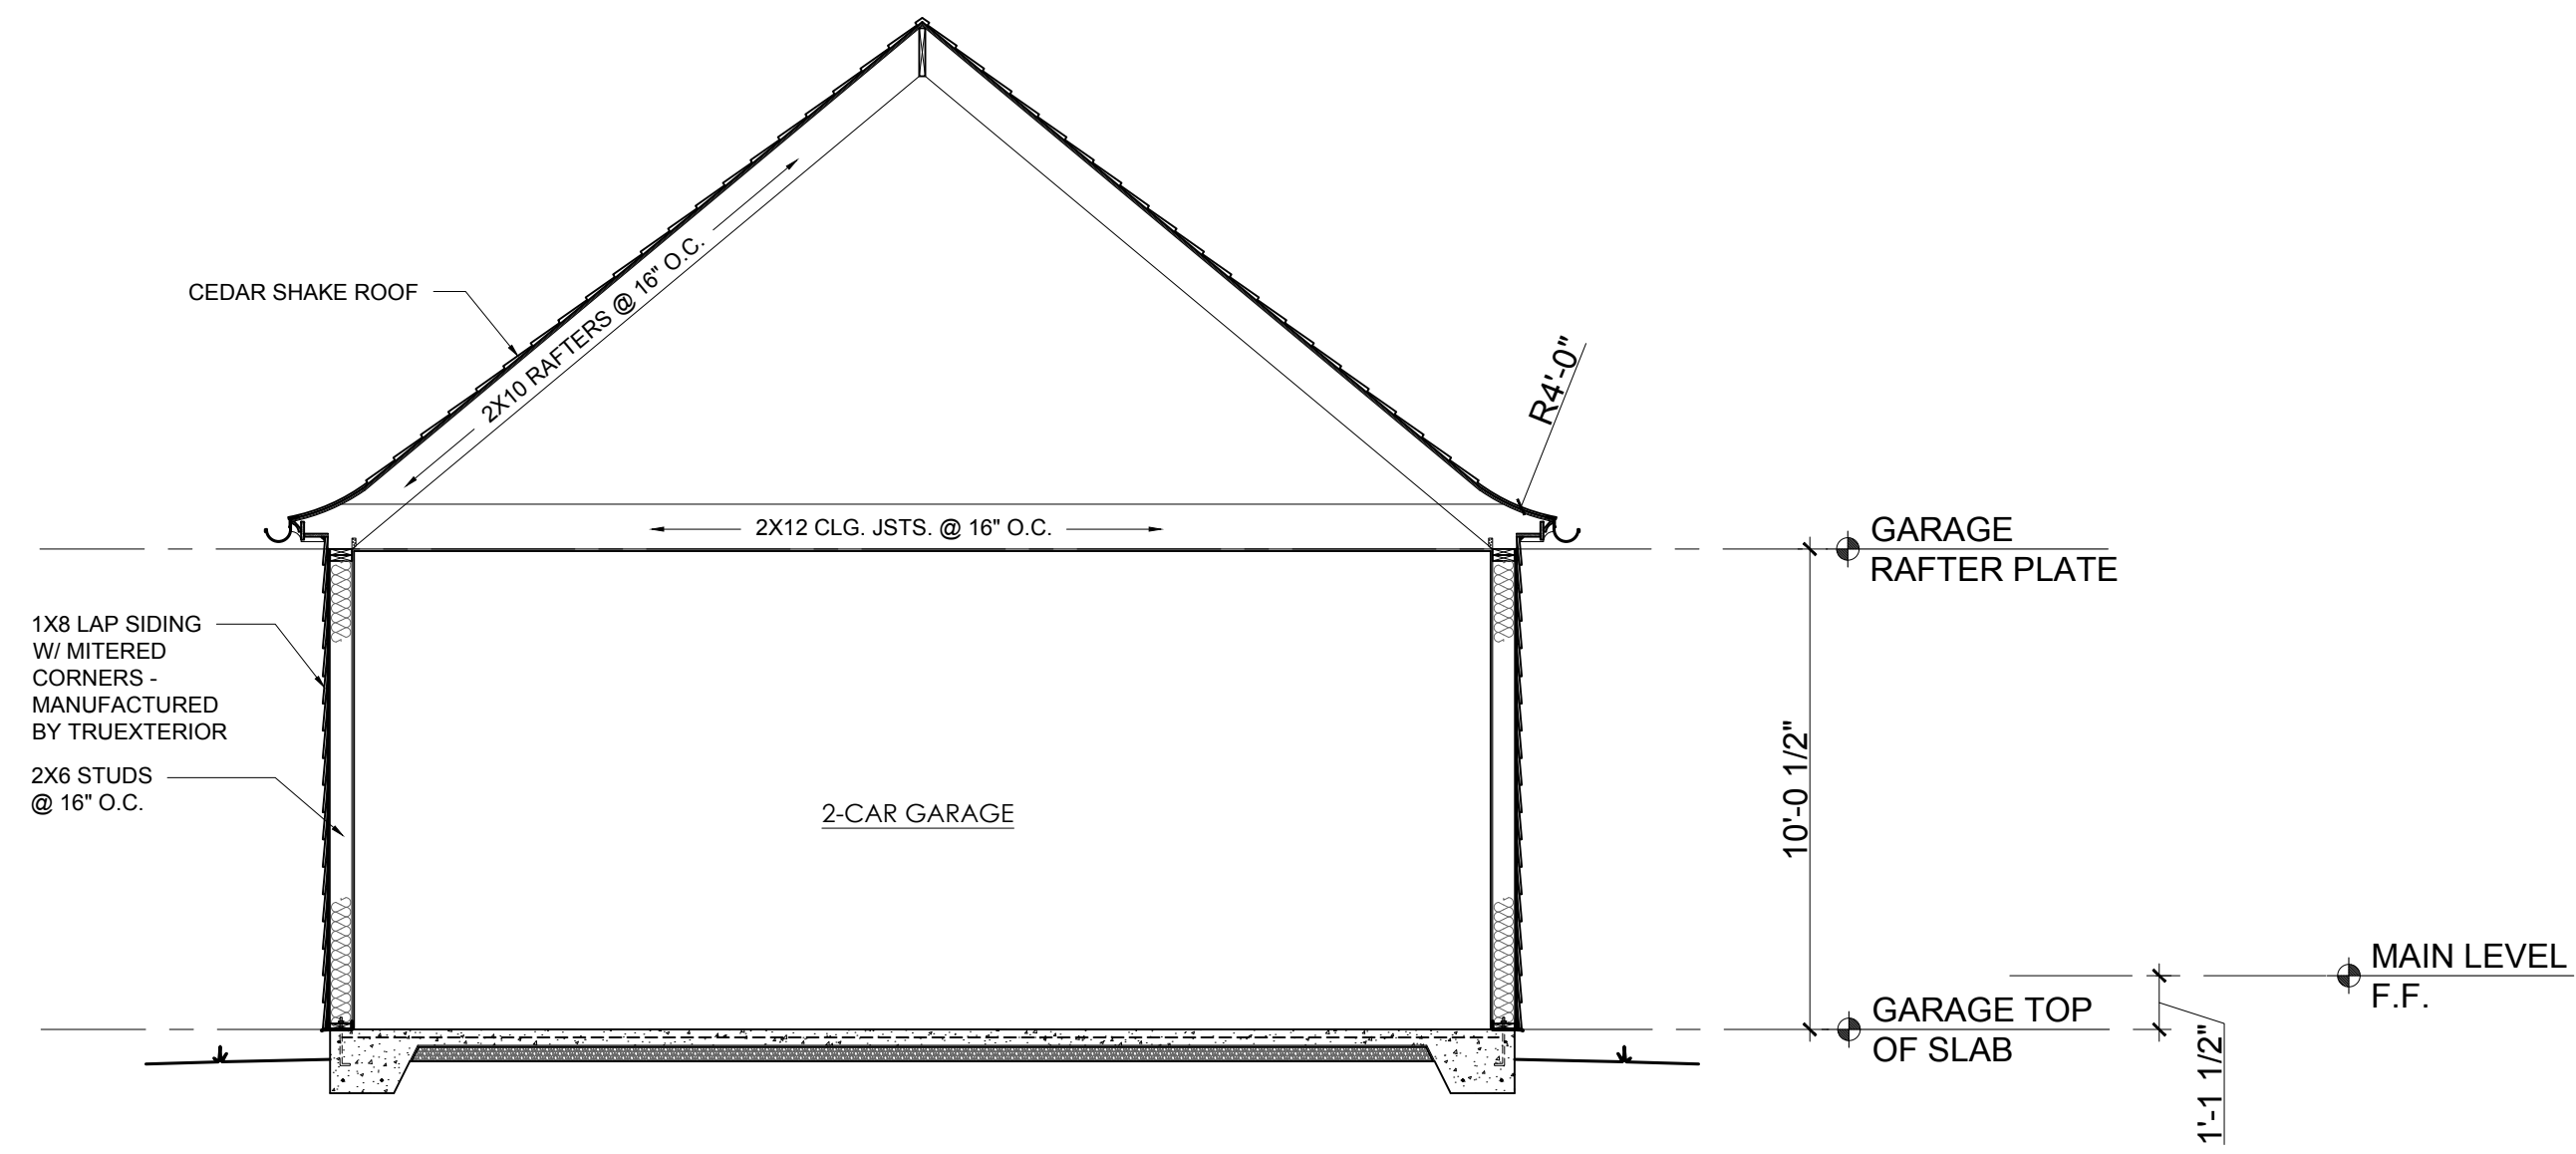 CEDAR SHAKE ROOF
2X10 RAFTERS @ 16" O.C.
R4'-0"
2X12 CLG. JSTS. @ 16" O.C.
GARAGE
RAFTER PLATE
1X8 LAP SIDING
W/ MITERED
CORNERS -
MANUFACTURED
BY TRUEXTERIOR
2X6 STUDS
@ 16" O.C.
2-CAR GARAGE
10'-0 1/2"
MAIN LEVEL
F.F.
GARAGE TOP
OF SLAB
1'-1 1/2"